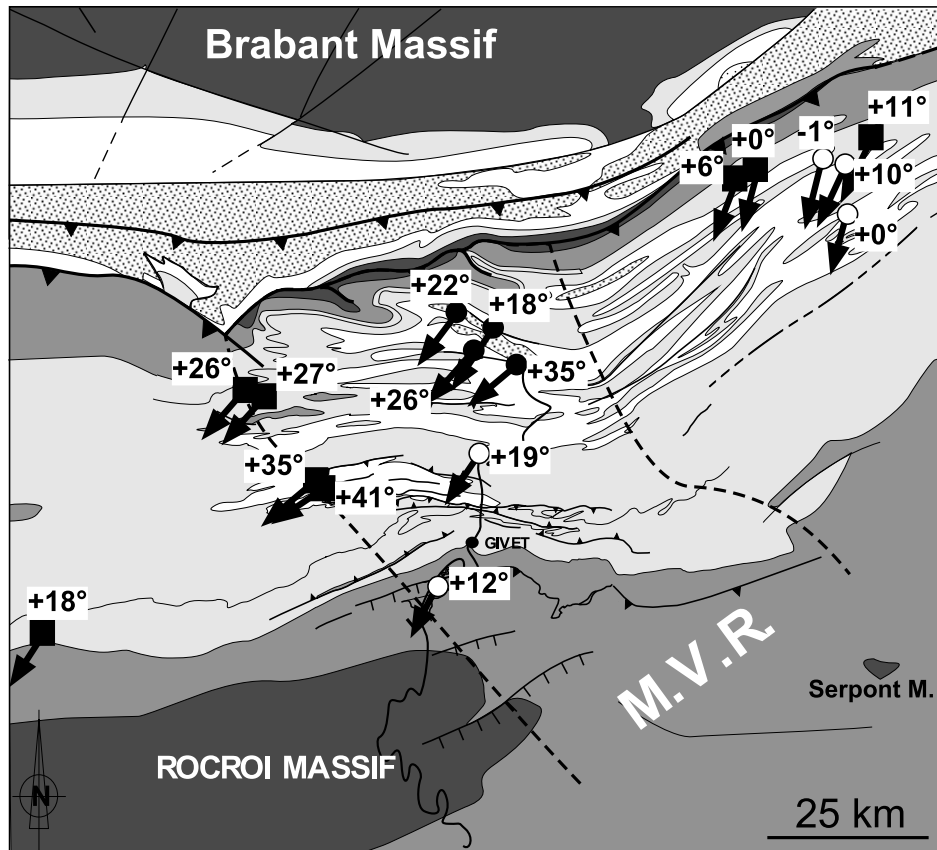 Brabant Massif
+11°
-1°
+0°
+6°
+10°
+0°
+22°
+18°
+26°
+27°
+35°
+26°
+19°
+35°
+41°
GIVET
+12°
+18°
M.V.R.
Serpont M.
ROCROI MASSIF
N
25 km